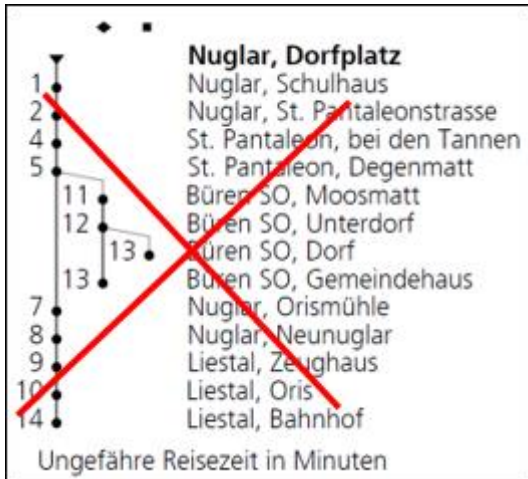 Nuglar, Dorfplatz
1 Nuglar, Schulhaus
2 Nuglar, St. Pantaleonstrasse
4 St. Pantaleon, bei den Tannen
5 St. Pantaleon, Degenmatt
11 Büren SO, Moosmatt
12 Büren SO, Unterdorf
13 Büren SO, Dorf
13 Büren SO, Gemeindehaus
7 Nuglar, Orismühle
8 Nuglar, Neunuglar
9 Liestal, Zeughaus
10 Liestal, Oris
14 Liestal, Bahnhof
Ungefähre Reisezeit in Minuten